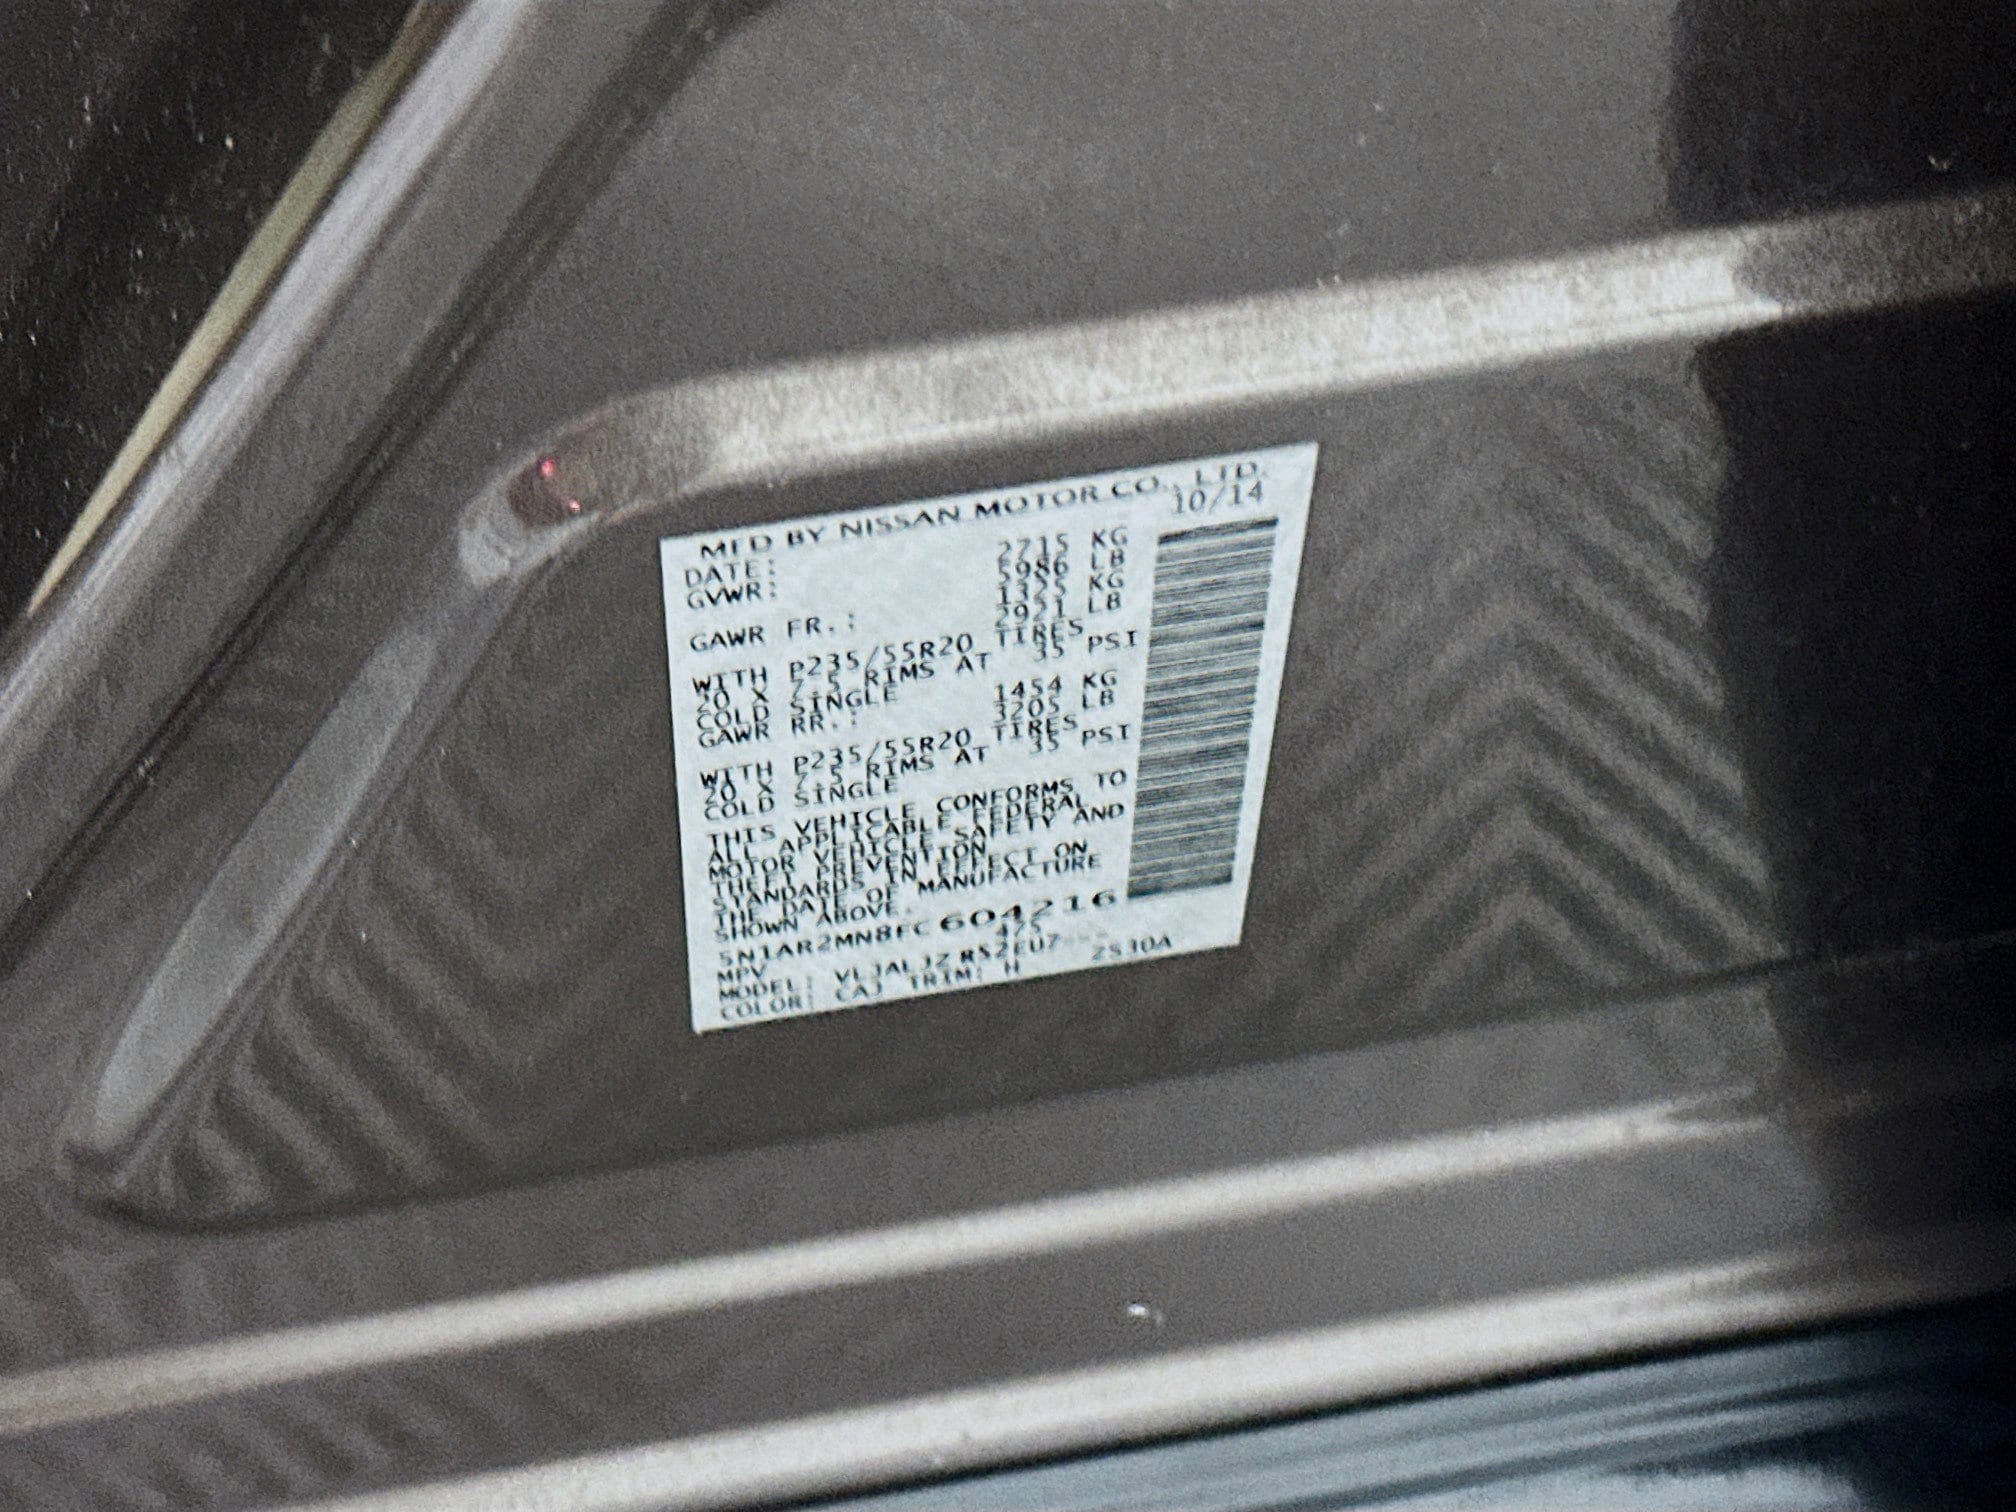 MFD BY NISSAN MOTOR CO., LTD.
DATE: 10/14
GVWR: 2715 KG
5986 LB
GAWR FR.: 1325 KG
2921 LB
WITH P235/55R20 TIRES
20 X 7.5 RIMS AT 35 PSI
COLD SINGLE
GAWR RR.: 1454 KG
3205 LB
WITH P235/55R20 TIRES
20 X 7.5 RIMS AT 35 PSI
COLD SINGLE
THIS VEHICLE CONFORMS TO
ALL APPLICABLE FEDERAL
MOTOR VEHICLE SAFETY AND
THEFT PREVENTION
STANDARDS IN EFFECT ON
THE DATE OF MANUFACTURE
SHOWN ABOVE.
5N1AR2MN8FC604216
MPV 475
MODEL:
COLOR: CAJ TRIM: H